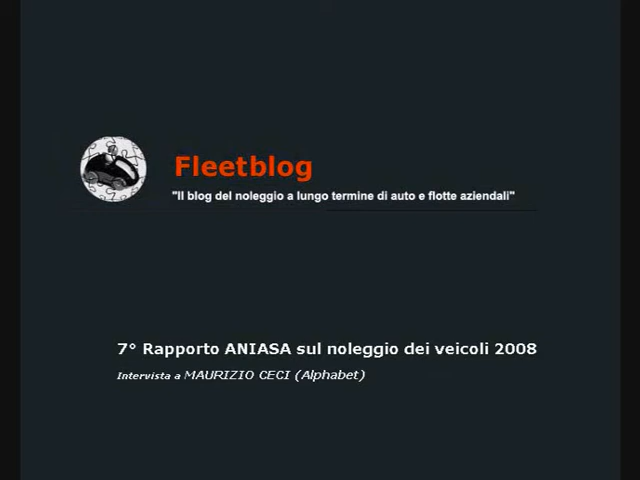 Fleetblog
"Il blog del noleggio a lungo termine di auto e flotte aziendali"
7° Rapporto ANIASA sul noleggio dei veicoli 2008
Intervista a MAURIZIO CECI (Alphabet)